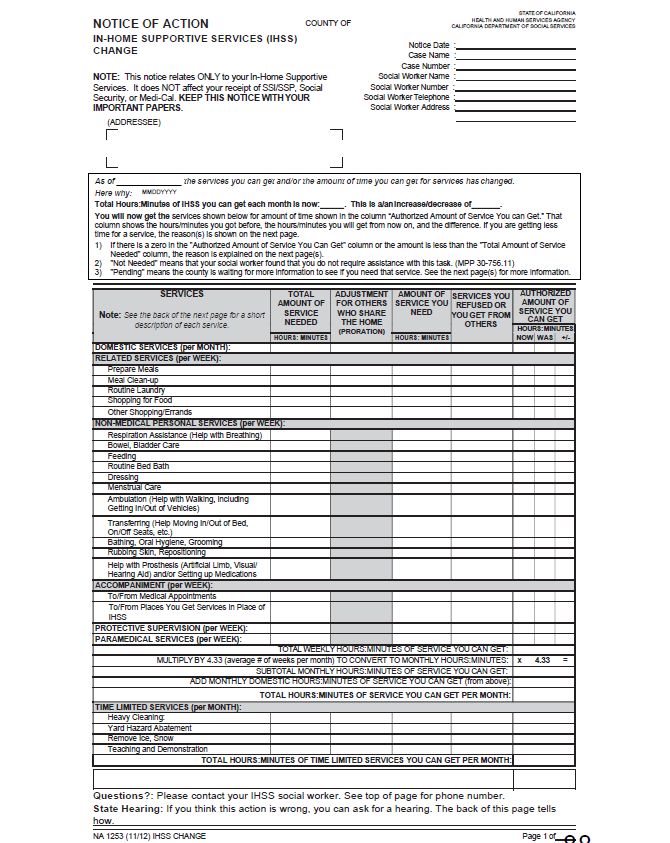 NOTICE OF ACTION
COUNTY OF
STATE OF CALIFORNIA
HEALTH AND HUMAN SERVICES AGENCY
CALIFORNIA DEPARTMENT OF SOCIAL SERVICES
IN-HOME SUPPORTIVE SERVICES (IHSS)
CHANGE
Notice Date :
Case Name :
Case Number :
Social Worker Name :
Social Worker Number :
Social Worker Telephone :
Social Worker Address :
NOTE: This notice relates ONLY to your In-Home Supportive
Services. It does NOT affect your receipt of SSI/SSP, Social
Security, or Medi-Cal. KEEP THIS NOTICE WITH YOUR
IMPORTANT PAPERS.
(ADDRESSEE)
As of ______________ the services you can get and/or the amount of time you can get for services has changed.
Here why: MMDDYYYY
Total Hours:Minutes of IHSS you can get each month is now:_____. This is a/an increase/decrease of______.
You will now get the services shown below for amount of time shown in the column "Authorized Amount of Service You can Get." That
column shows the hours/minutes you got before, the hours/minutes you will get from now on, and the difference. If you are getting less
time for a service, the reason(s) is shown on the next page.
1) If there is a zero in the "Authorized Amount of Service You Can Get" column or the amount is less than the "Total Amount of Service
Needed" column, the reason is explained on the next page(s).
2) "Not Needed" means that your social worker found that you do not require assistance with this task. (MPP 30-756.11)
3) "Pending" means the county is waiting for more information to see if you need that service. See the next page(s) for more information.
SERVICES
Note: See the back of the next page for a short
description of each service.
TOTAL
AMOUNT OF
SERVICE
NEEDED
HOURS: MINUTES
ADJUSTMENT
FOR OTHERS
WHO SHARE
THE HOME
(PRORATION)
AMOUNT OF
SERVICE YOU
NEED
HOURS: MINUTES
SERVICES YOU
REFUSED OR
YOU GET FROM
OTHERS
AUTHORIZED
AMOUNT OF
SERVICE YOU
CAN GET
HOURS:MINUTES
NOW WAS +/-
DOMESTIC SERVICES (per MONTH):
RELATED SERVICES (per WEEK):
Prepare Meals
Meal Clean-up
Routine Laundry
Shopping for Food
Other Shopping/Errands
NON-MEDICAL PERSONAL SERVICES (per WEEK):
Respiration Assistance (Help with Breathing)
Bowel, Bladder Care
Feeding
Routine Bed Bath
Dressing
Menstrual Care
Ambulation (Help with Walking, Including
Getting In/Out of Vehicles)
Transferring (Help Moving In/Out of Bed,
On/Off Seats, etc.)
Bathing, Oral Hygiene, Grooming
Rubbing Skin, Repositioning
Help with Prosthesis (Artificial Limb, Visual/
Hearing Aid) and/or Setting up Medications
ACCOMPANIMENT (per WEEK):
To/From Medical Appointments
To/From Places You Get Services in Place of
IHSS
PROTECTIVE SUPERVISION (per WEEK):
PARAMEDICAL SERVICES (per WEEK):
TOTAL WEEKLY HOURS:MINUTES OF SERVICE YOU CAN GET:
MULTIPLY BY 4.33 (average # of weeks per month) TO CONVERT TO MONTHLY HOURS:MINUTES: x 4.33 =
SUBTOTAL MONTHLY HOURS:MINUTES OF SERVICE YOU CAN GET:
ADD MONTHLY DOMESTIC HOURS:MINUTES OF SERVICE YOU CAN GET (from above):
TOTAL HOURS:MINUTES OF SERVICE YOU CAN GET PER MONTH:
TIME LIMITED SERVICES (per MONTH):
Heavy Cleaning:
Yard Hazard Abatement
Remove Ice, Snow
Teaching and Demonstration
TOTAL HOURS:MINUTES OF TIME LIMITED SERVICES YOU CAN GET PER MONTH:
Questions?: Please contact your IHSS social worker. See top of page for phone number.
State Hearing: If you think this action is wrong, you can ask for a hearing. The back of this page tells
how.
NA 1253 (11/12) IHSS CHANGE
Page 1 of